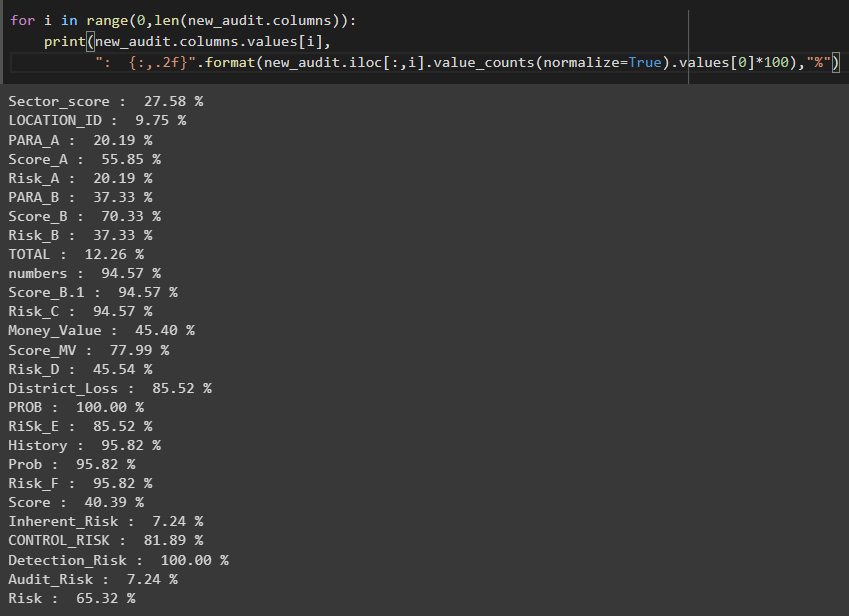 for i in range(0,len(new_audit.columns)):
    print(new_audit.columns.values[i],
          ":  {:,.2f}".format(new_audit.iloc[:,i].value_counts(normalize=True).values[0]*100),"%")
Sector_score :  27.58 %
LOCATION_ID :  9.75 %
PARA_A :  20.19 %
Score_A :  55.85 %
Risk_A :  20.19 %
PARA_B :  37.33 %
Score_B :  70.33 %
Risk_B :  37.33 %
TOTAL :  12.26 %
numbers :  94.57 %
Score_B.1 :  94.57 %
Risk_C :  94.57 %
Money_Value :  45.40 %
Score_MV :  77.99 %
Risk_D :  45.54 %
District_Loss :  85.52 %
PROB :  100.00 %
RiSk_E :  85.52 %
History :  95.82 %
Prob :  95.82 %
Risk_F :  95.82 %
Score :  40.39 %
Inherent_Risk :  7.24 %
CONTROL_RISK :  81.89 %
Detection_Risk :  100.00 %
Audit_Risk :  7.24 %
Risk :  65.32 %